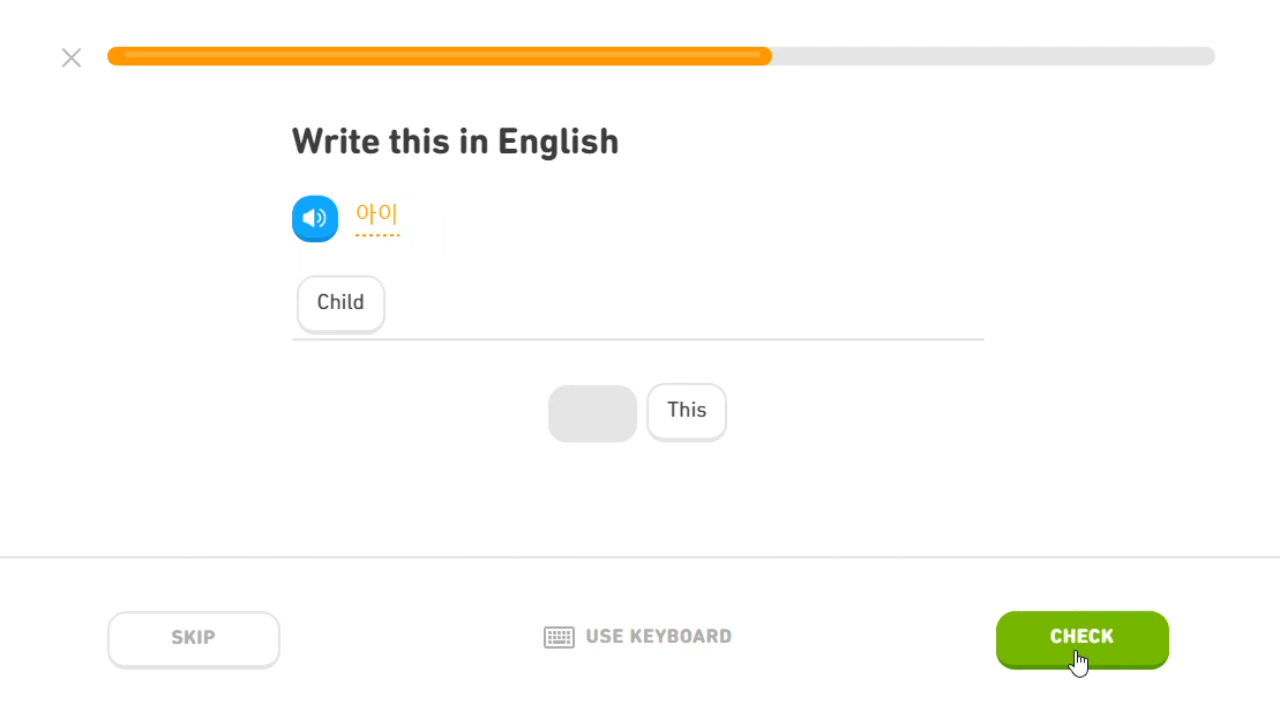 Write this in English
아이
Child
This
SKIP
USE KEYBOARD
CHECK